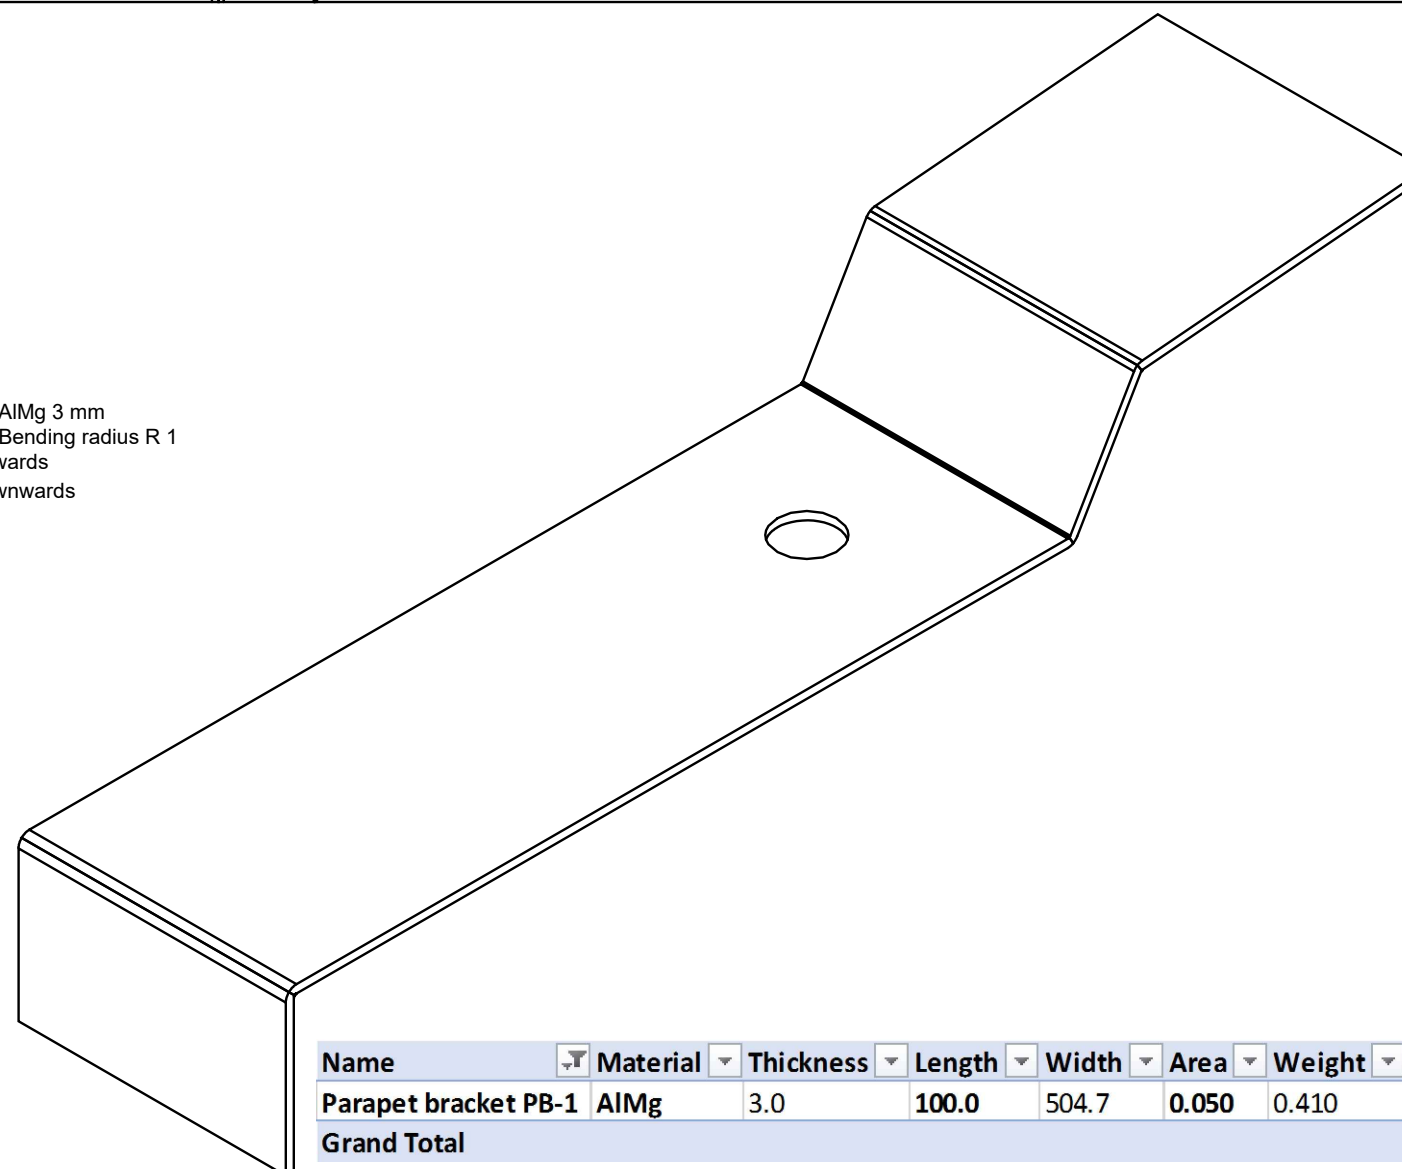 AlMg 3 mm
Bending radius R 1
wards
wnwards
Name Material Thickness Length Width Area Weight
Parapet bracket PB-1 AlMg 3.0 100.0 504.7 0.050 0.410
Grand Total